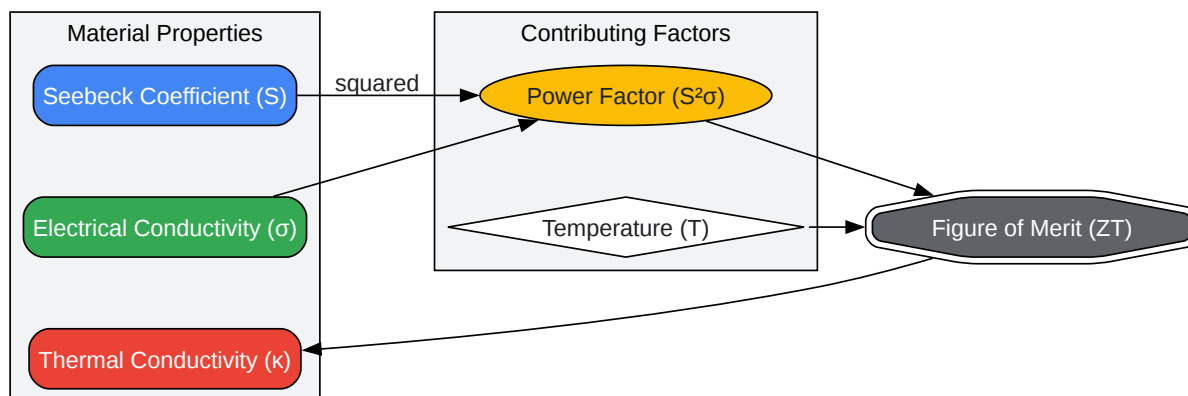 Material Properties
Contributing Factors
Seebeck Coefficient (S)
squared
Power Factor (S²σ)
Electrical Conductivity (σ)
Temperature (T)
Figure of Merit (ZT)
Thermal Conductivity (κ)